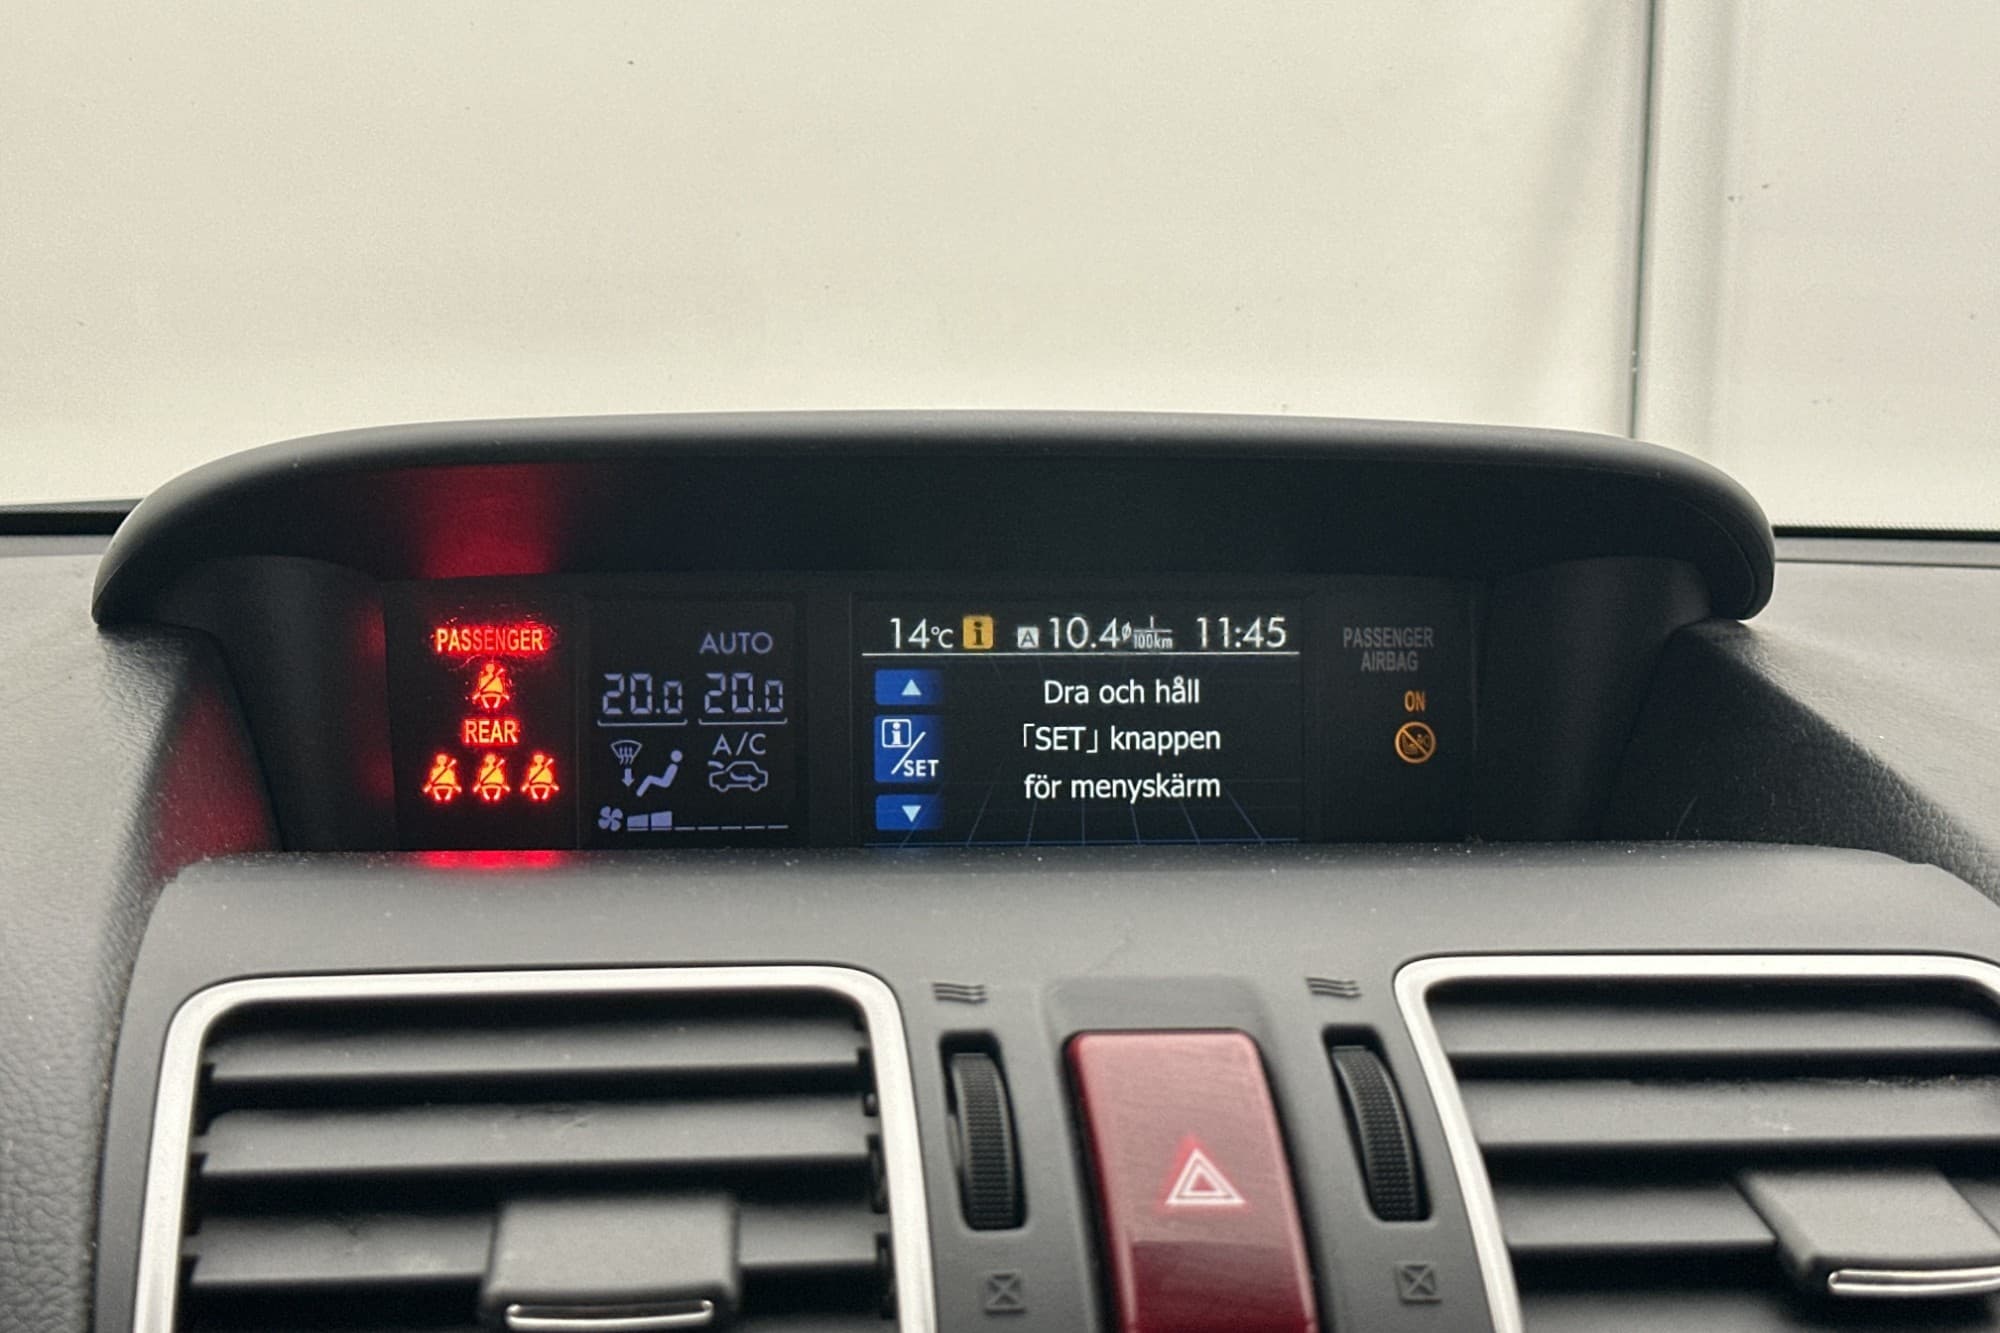 PASSENGER
REAR
AUTO
20.0 20.0
A/C
14°C i A 10.4 ø l/100km 11:45
Dra och håll
i/SET
「SET」 knappen
för menyskärm
PASSENGER
AIRBAG
ON